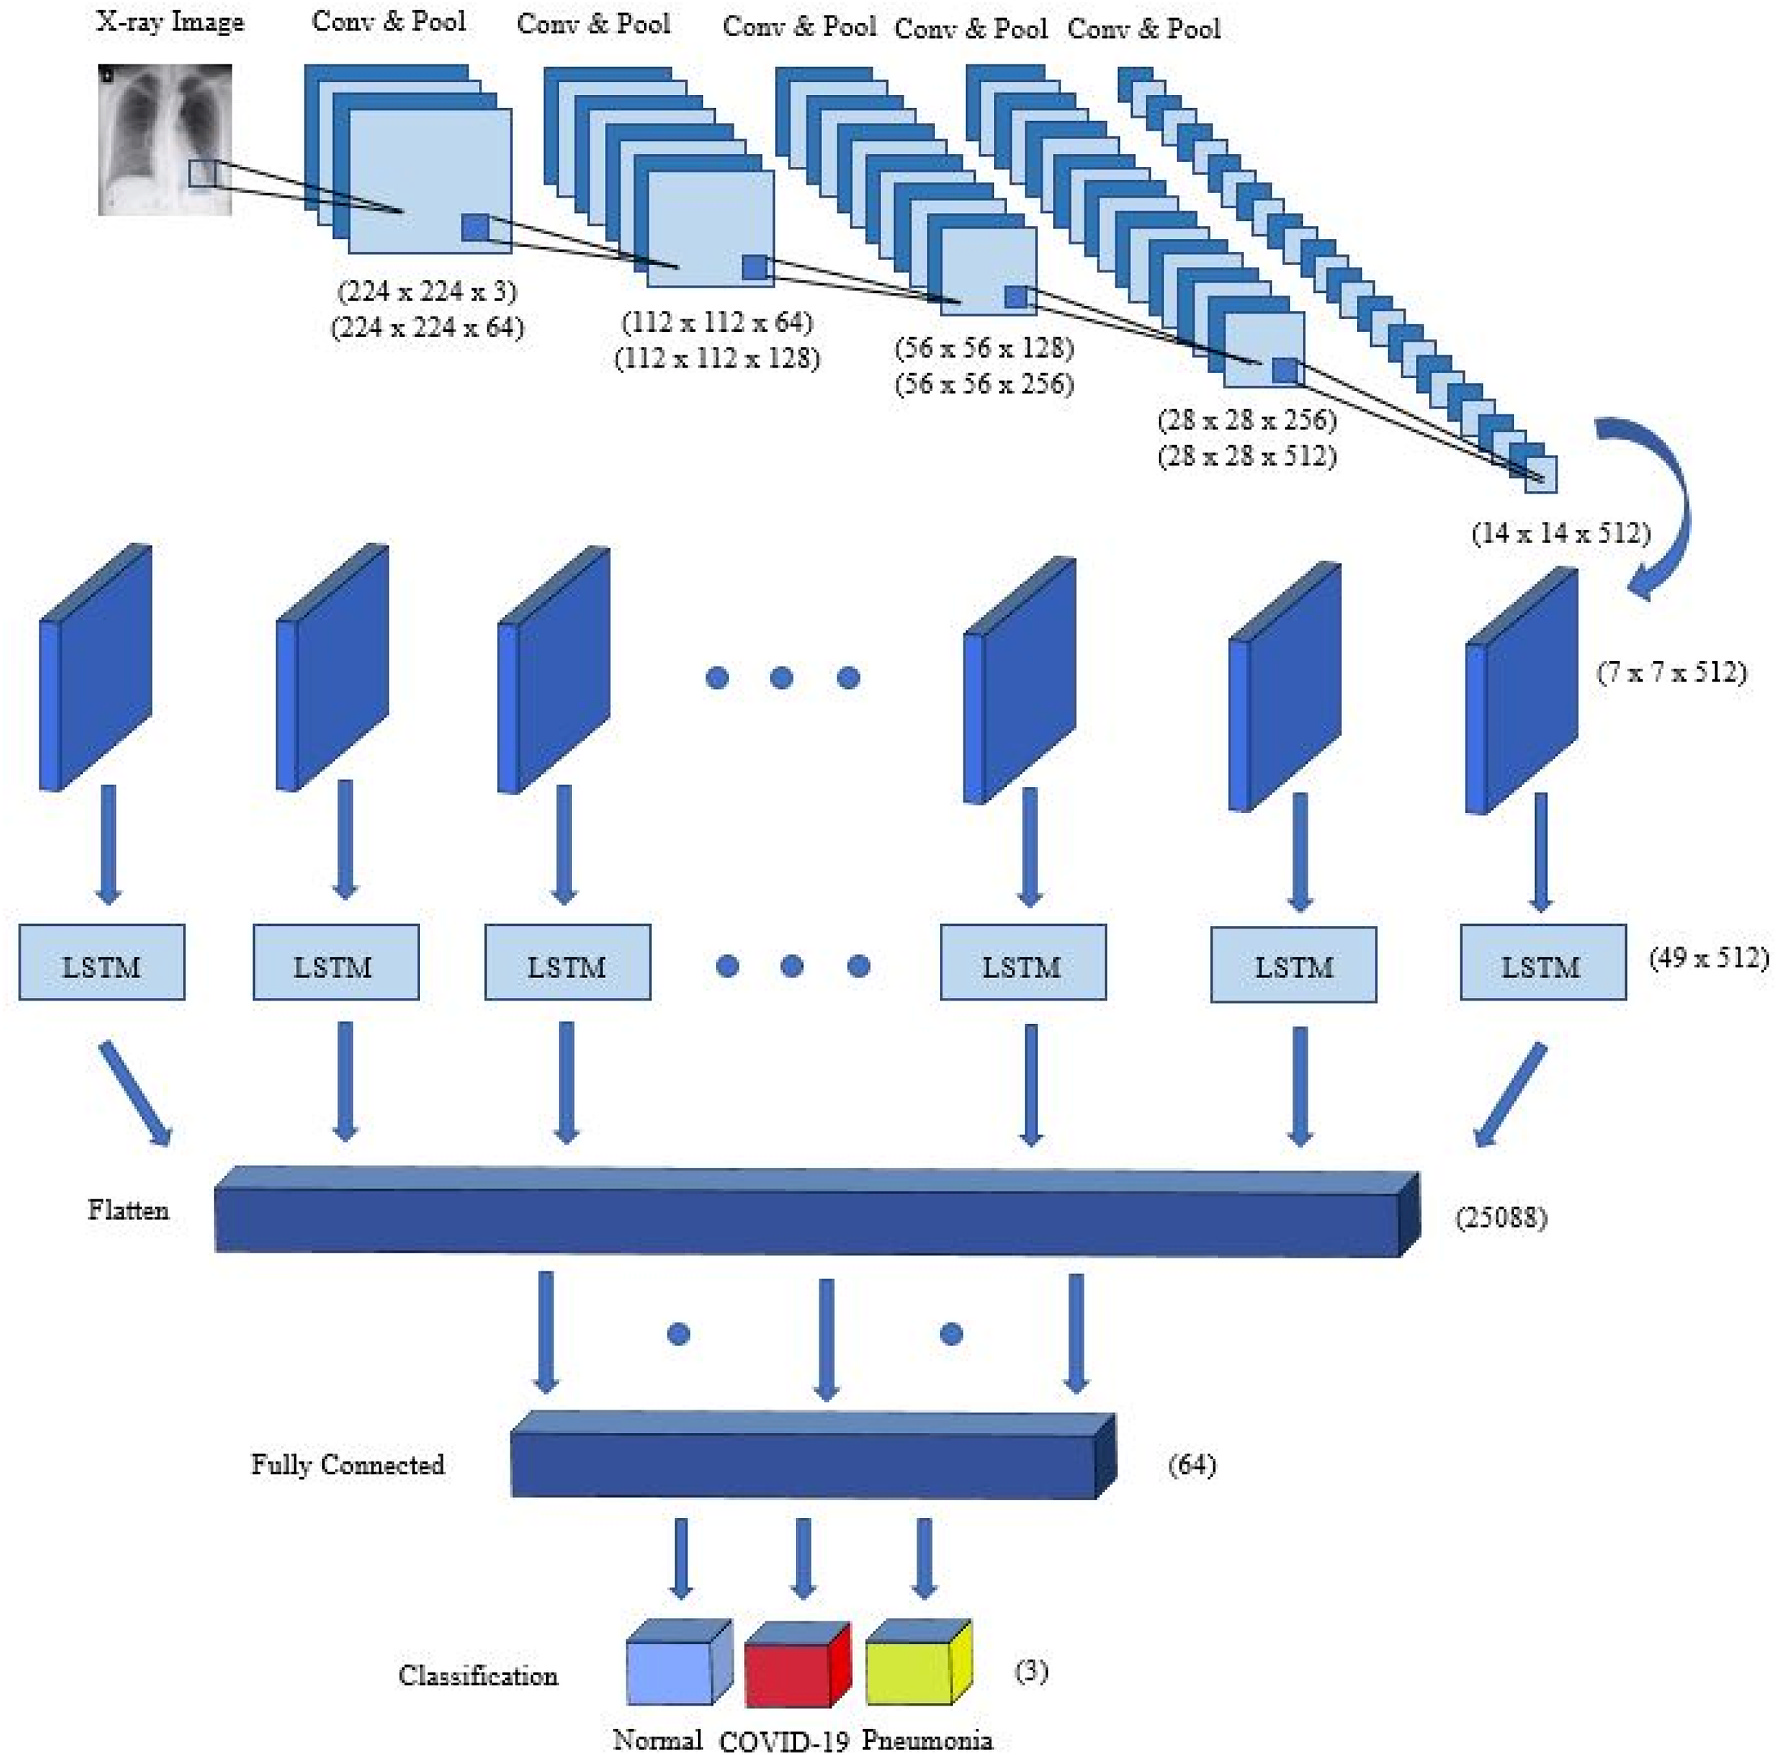 X-ray Image
Conv & Pool
Conv & Pool
Conv & Pool
Conv & Pool
Conv & Pool
(224 x 224 x 3)
(224 x 224 x 64)
(112 x 112 x 64)
(112 x 112 x 128)
(56 x 56 x 128)
(56 x 56 x 256)
(28 x 28 x 256)
(28 x 28 x 512)
(14 x 14 x 512)
(7 x 7 x 512)
LSTM
LSTM
LSTM
LSTM
LSTM
LSTM
(49 x 512)
Flatten
(25088)
Fully Connected
(64)
Classification
(3)
Normal
COVID-19
Pneumonia